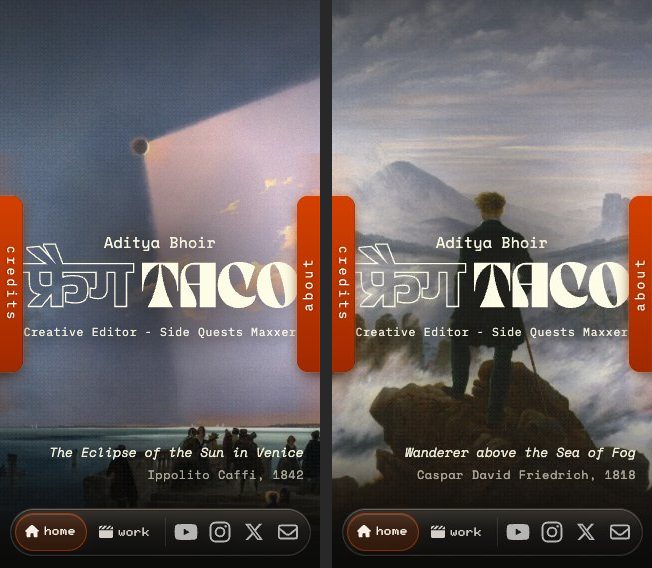 credits
Aditya Bhoir
TACO
Creative Editor - Side Quests Maxxer
about
The Eclipse of the Sun in Venice
Ippolito Caffi, 1842
home work
credits
Aditya Bhoir
TACO
Creative Editor - Side Quests Maxxer
about
Wanderer above the Sea of Fog
Caspar David Friedrich, 1818
home work